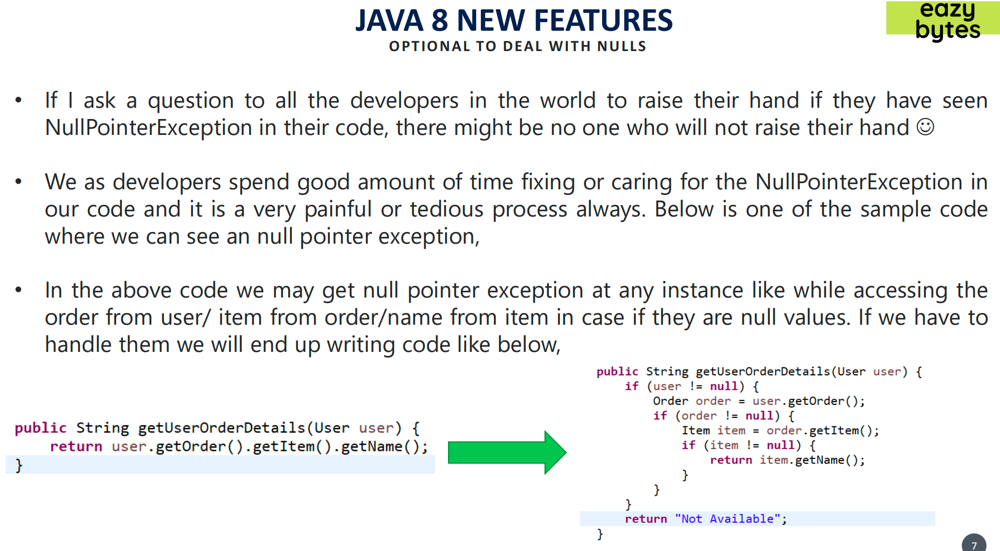 JAVA 8 NEW FEATURES
OPTIONAL TO DEAL WITH NULLS
eazy
bytes
• If I ask a question to all the developers in the world to raise their hand if they have seen
NullPointerException in their code, there might be no one who will not raise their hand ☺
• We as developers spend good amount of time fixing or caring for the NullPointerException in
our code and it is a very painful or tedious process always. Below is one of the sample code
where we can see an null pointer exception,
• In the above code we may get null pointer exception at any instance like while accessing the
order from user/ item from order/name from item in case if they are null values. If we have to
handle them we will end up writing code like below,
public String getUserOrderDetails(User user) {
    return user.getOrder().getItem().getName();
}
public String getUserOrderDetails(User user) {
    if (user != null) {
        Order order = user.getOrder();
        if (order != null) {
            Item item = order.getItem();
            if (item != null) {
                return item.getName();
            }
        }
    }
    return "Not Available";
}
7